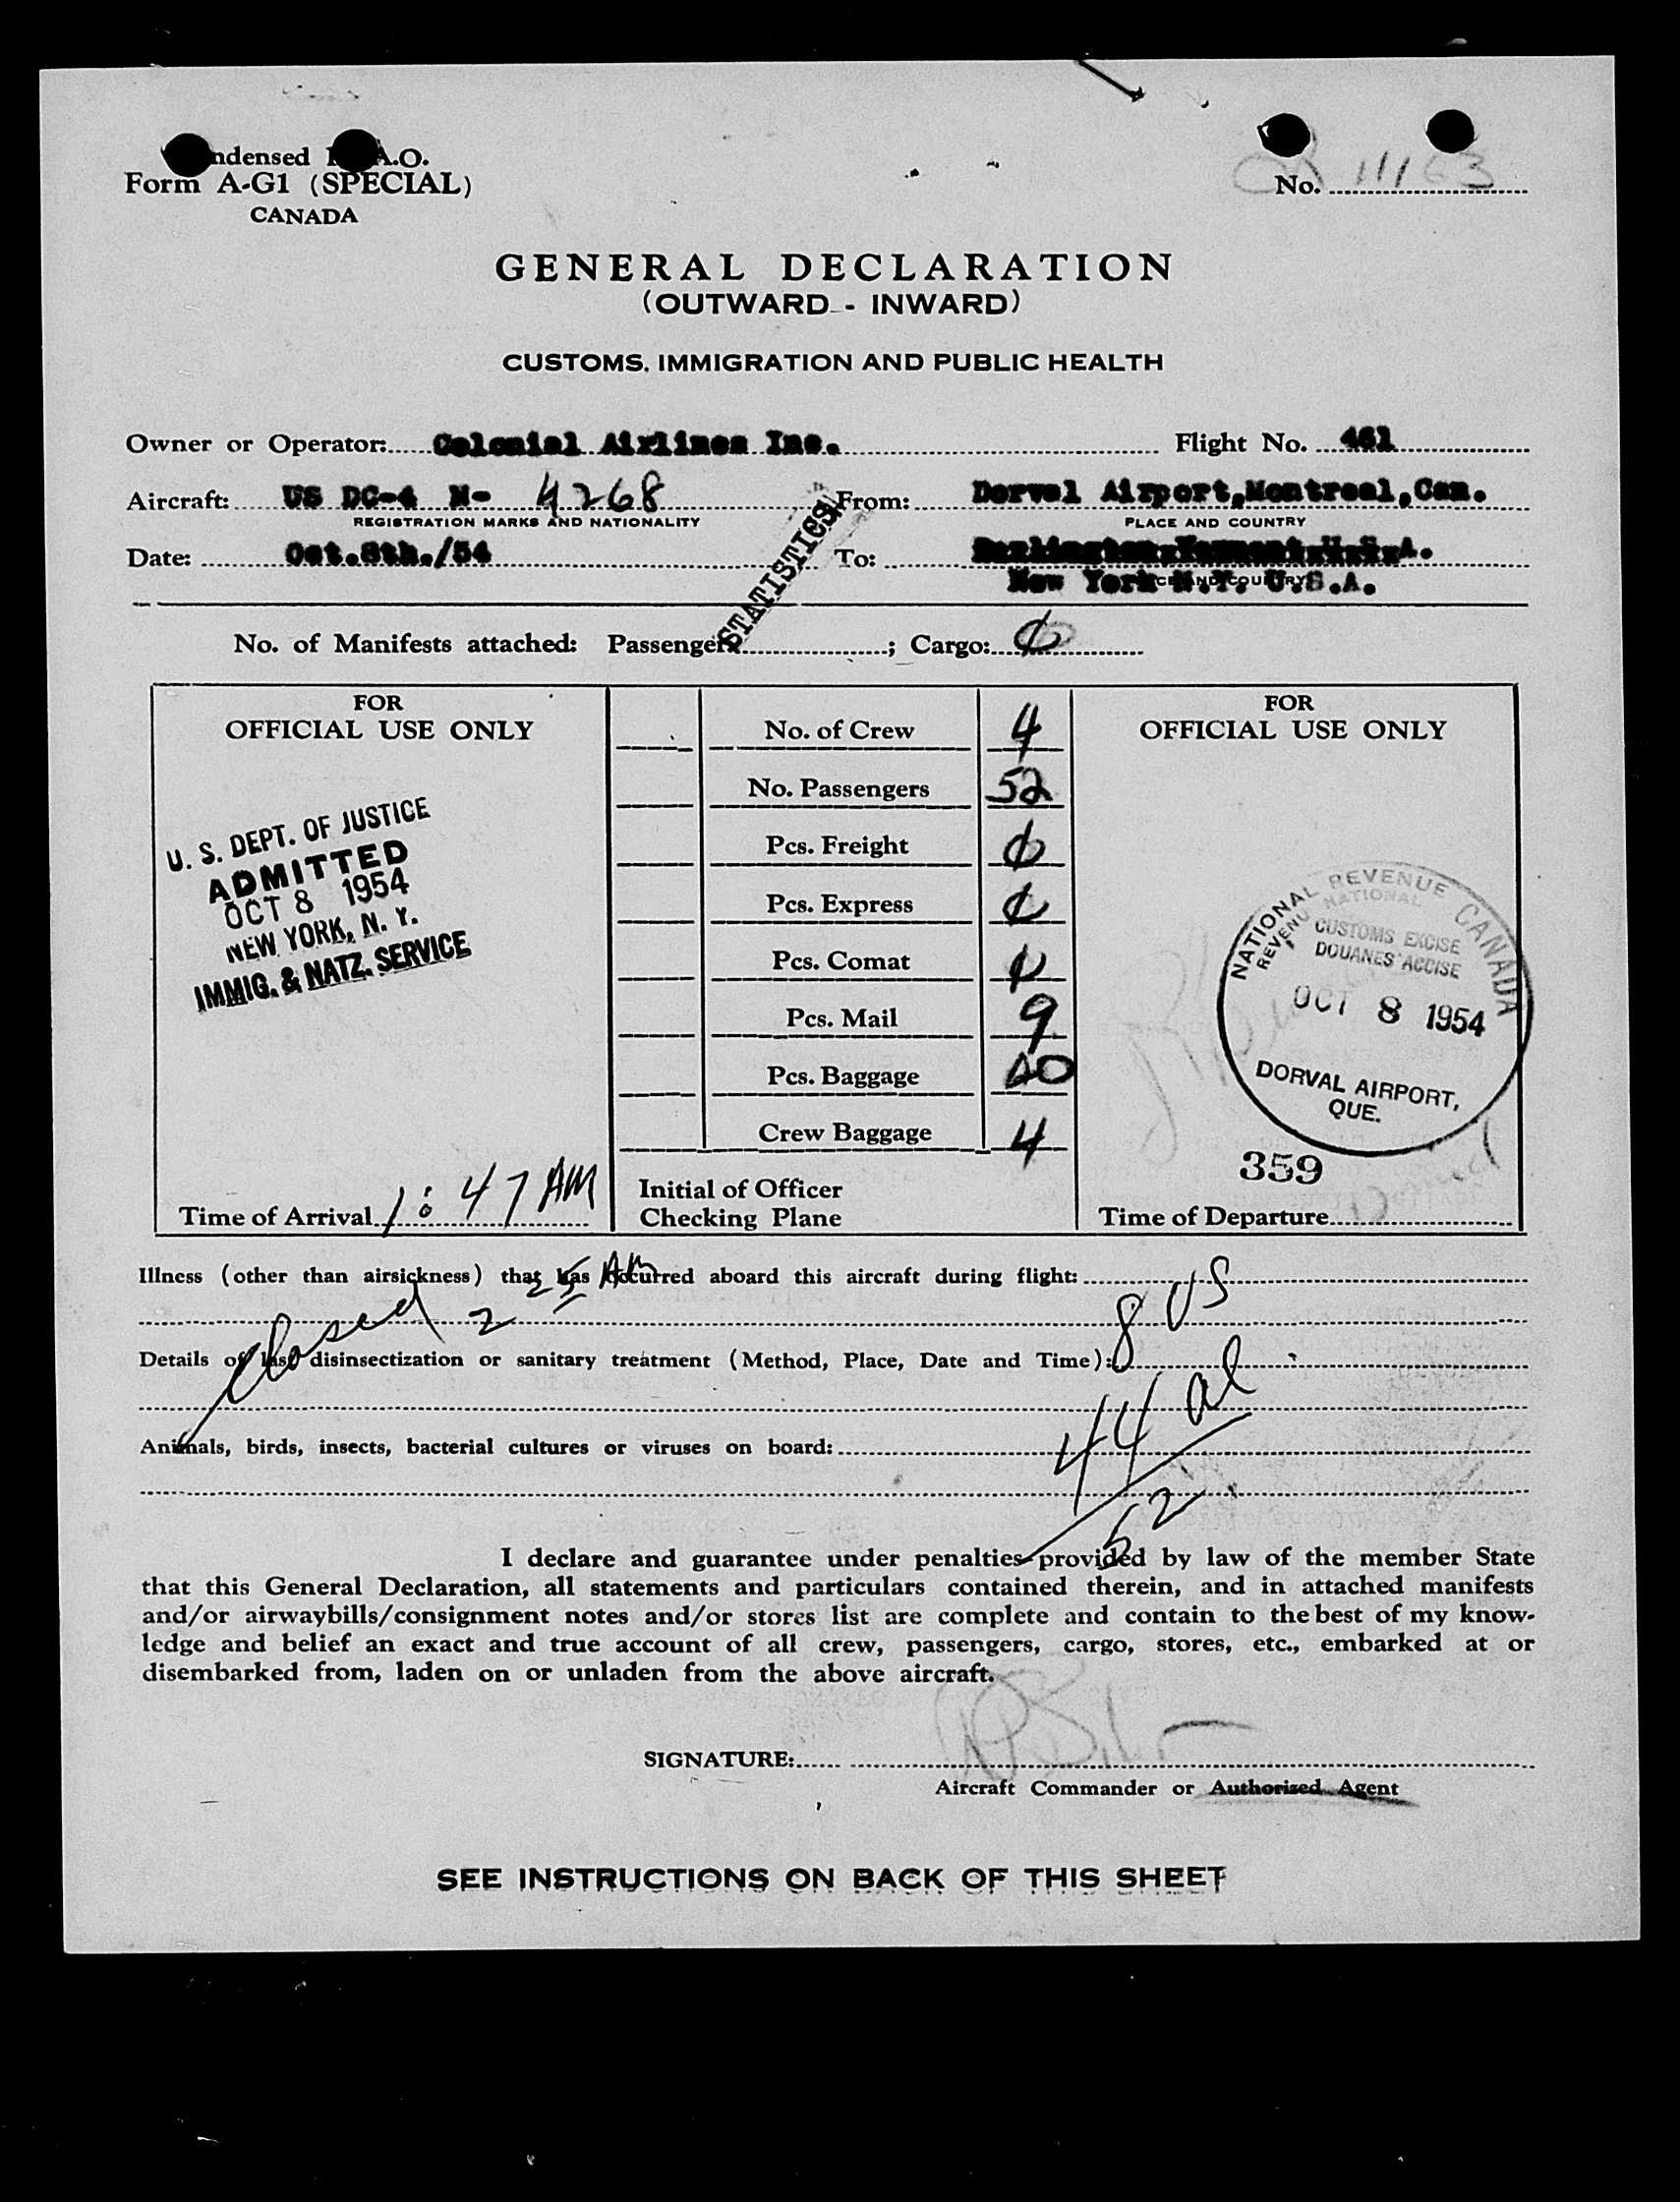 ndensed I A.O.
Form A-G1 (SPECIAL)
CANADA
No. 11163
GENERAL DECLARATION
(OUTWARD - INWARD)
CUSTOMS, IMMIGRATION AND PUBLIC HEALTH
Owner or Operator: Colonial Airlines Inc. Flight No. 461
Aircraft: US DC-4 N- 4268 From: Dorval Airport, Montreal, Can.
REGISTRATION MARKS AND NATIONALITY PLACE AND COUNTRY
Date: Oct.8th./54 To:
New York N.Y. U.S.A.
STATISTICS
No. of Manifests attached: Passenger ; Cargo:
FOR
OFFICIAL USE ONLY
U. S. DEPT. OF JUSTICE
ADMITTED
OCT 8 1954
NEW YORK, N. Y.
IMMIG. & NATZ. SERVICE
Time of Arrival 1:47 AM
No. of Crew 4
No. Passengers 52
Pcs. Freight
Pcs. Express
Pcs. Comat
Pcs. Mail 9
Pcs. Baggage
Crew Baggage 4
Initial of Officer
Checking Plane
FOR
OFFICIAL USE ONLY
NATIONAL REVENUE CANADA
REVENU NATIONAL
CUSTOMS EXCISE
DOUANES ACCISE
OCT 8 1954
DORVAL AIRPORT,
QUE.
359
Time of Departure
Illness (other than airsickness) that has occurred aboard this aircraft during flight: 8 US
closed 2 25 AM
Details of last disinsectization or sanitary treatment (Method, Place, Date and Time):
44 al
Animals, birds, insects, bacterial cultures or viruses on board:
52
I declare and guarantee under penalties provided by law of the member State
that this General Declaration, all statements and particulars contained therein, and in attached manifests
and/or airwaybills/consignment notes and/or stores list are complete and contain to the best of my know-
ledge and belief an exact and true account of all crew, passengers, cargo, stores, etc., embarked at or
disembarked from, laden on or unladen from the above aircraft.
SIGNATURE:
Aircraft Commander or Authorized Agent
SEE INSTRUCTIONS ON BACK OF THIS SHEET